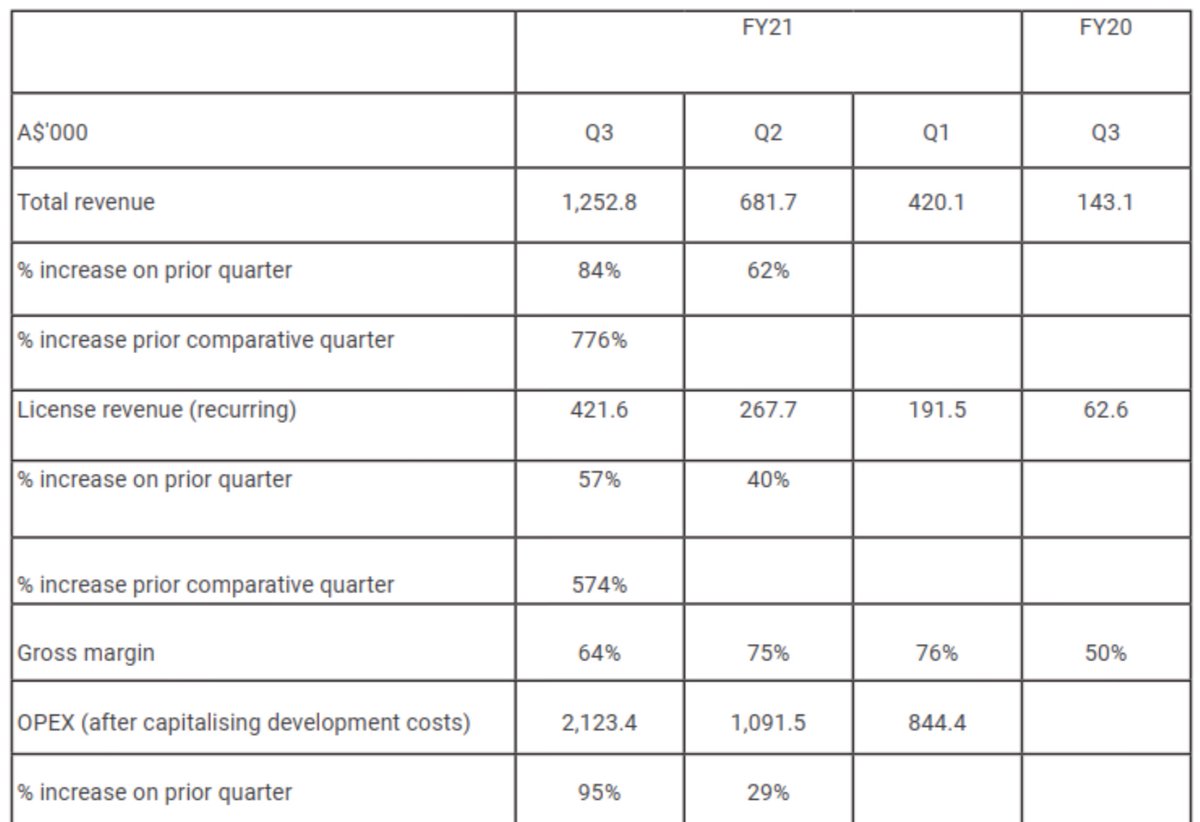 FY21 FY20
A$'000 Q3 Q2 Q1 Q3
Total revenue 1,252.8 681.7 420.1 143.1
% increase on prior quarter 84% 62%
% increase prior comparative quarter 776%
License revenue (recurring) 421.6 267.7 191.5 62.6
% increase on prior quarter 57% 40%
% increase prior comparative quarter 574%
Gross margin 64% 75% 76% 50%
OPEX (after capitalising development costs) 2,123.4 1,091.5 844.4
% increase on prior quarter 95% 29%